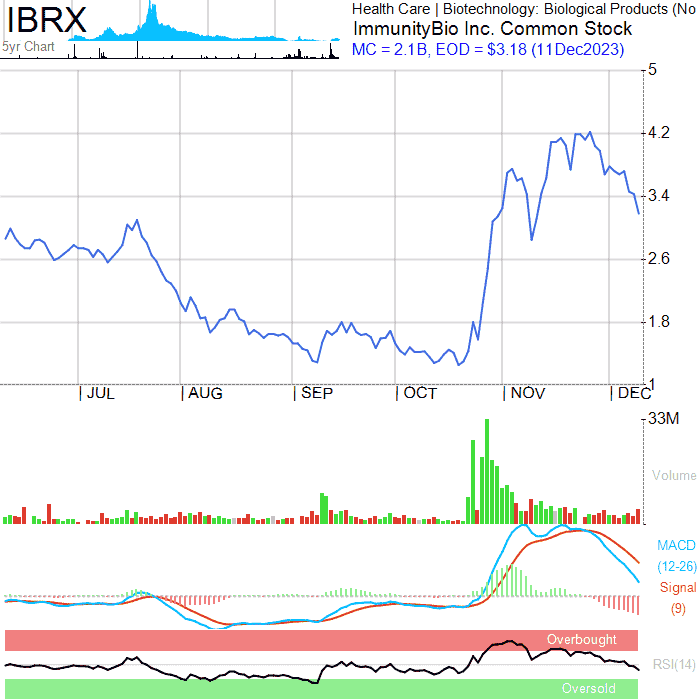 IBRX
5yr Chart
Health Care | Biotechnology: Biological Products (No
ImmunityBio Inc. Common Stock
MC = 2.1B, EOD = $3.18 (11Dec2023)
5
4.2
3.4
2.6
1.8
1
| JUL | AUG | SEP | OCT | NOV | DEC
33M
Volume
MACD
(12-26)
Signal
(9)
Overbought
RSI(14)
Oversold